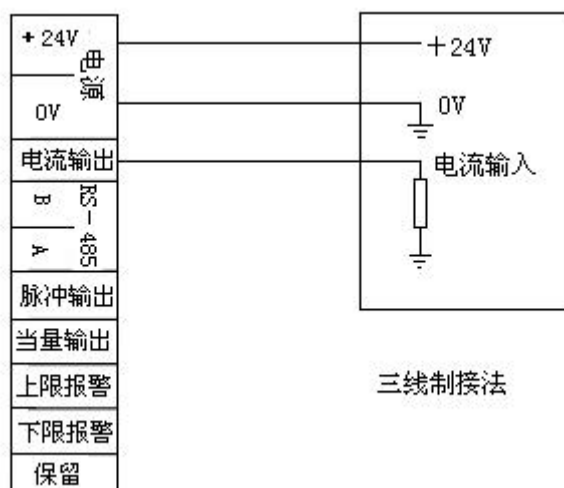 +24V
电源
0V
电流输出
RS-485
B
A
脉冲输出
当量输出
上限报警
下限报警
保留
+24V
0V
电流输入
三线制接法